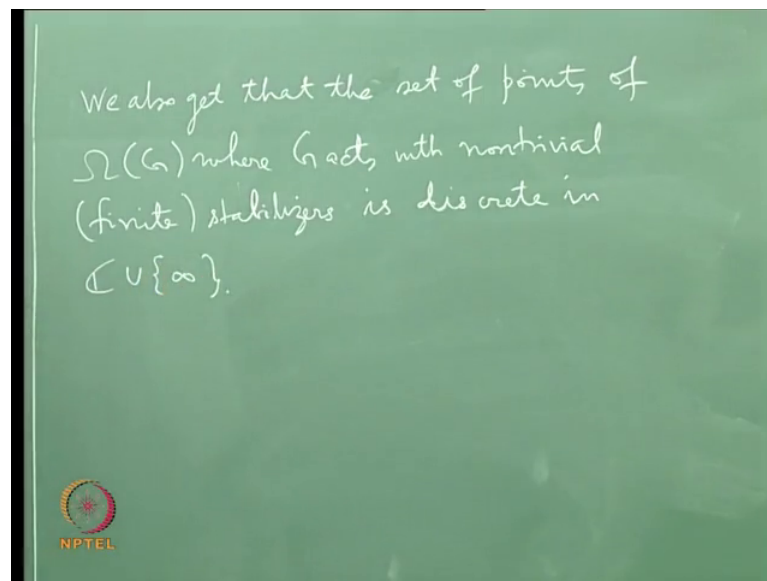 We also get that the set of points of
Ω(G) where G acts with nontrivial
(finite) stabilizers is discrete in
ℂ ∪ {∞}.
NPTEL